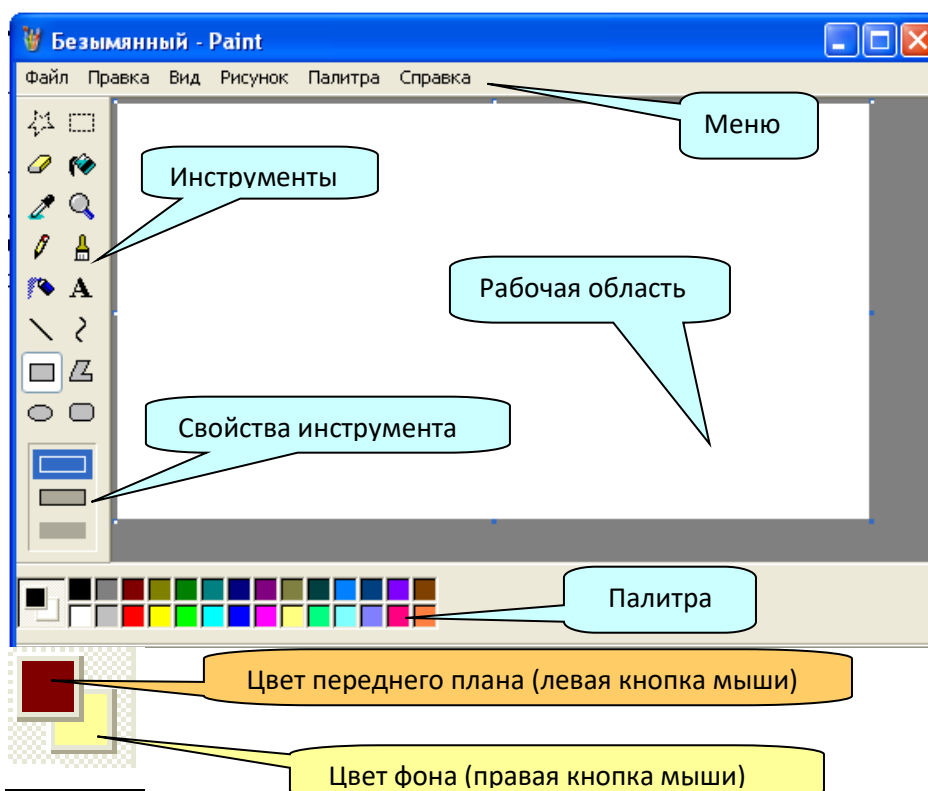 Безымянный - Paint
Файл Правка Вид Рисунок Палитра Справка
Меню
Инструменты
A
Рабочая область
Свойства инструмента
Палитра
Цвет переднего плана (левая кнопка мыши)
Цвет фона (правая кнопка мыши)